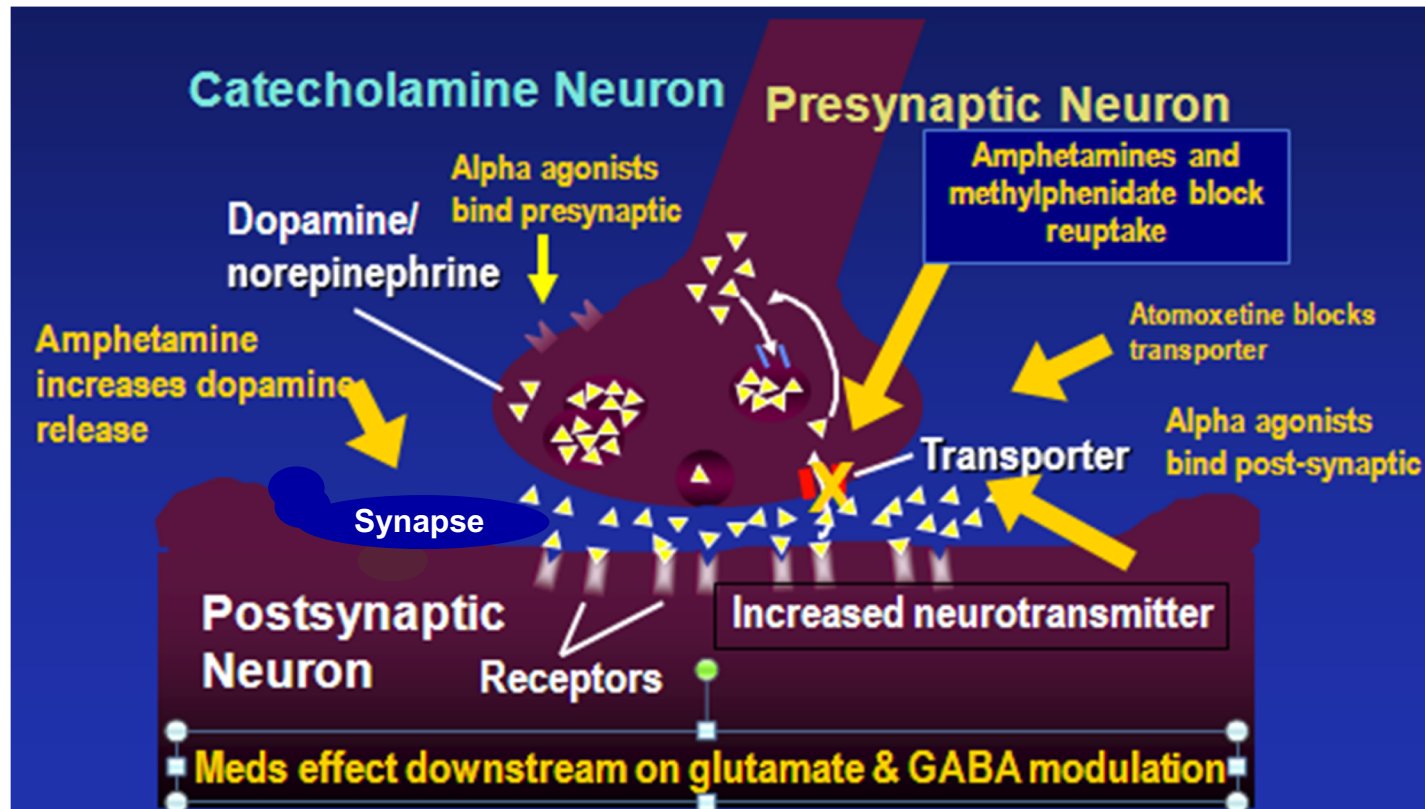 Catecholamine Neuron
Presynaptic Neuron
Amphetamines and
methylphenidate block
reuptake
Alpha agonists
bind presynaptic
Dopamine/
norepinephrine
Amphetamine
increases dopamine
release
Atomoxetine blocks
transporter
Alpha agonists
bind post-synaptic
Transporter
X
Synapse
Postsynaptic
Neuron
Receptors
Increased neurotransmitter
Meds effect downstream on glutamate & GABA modulation